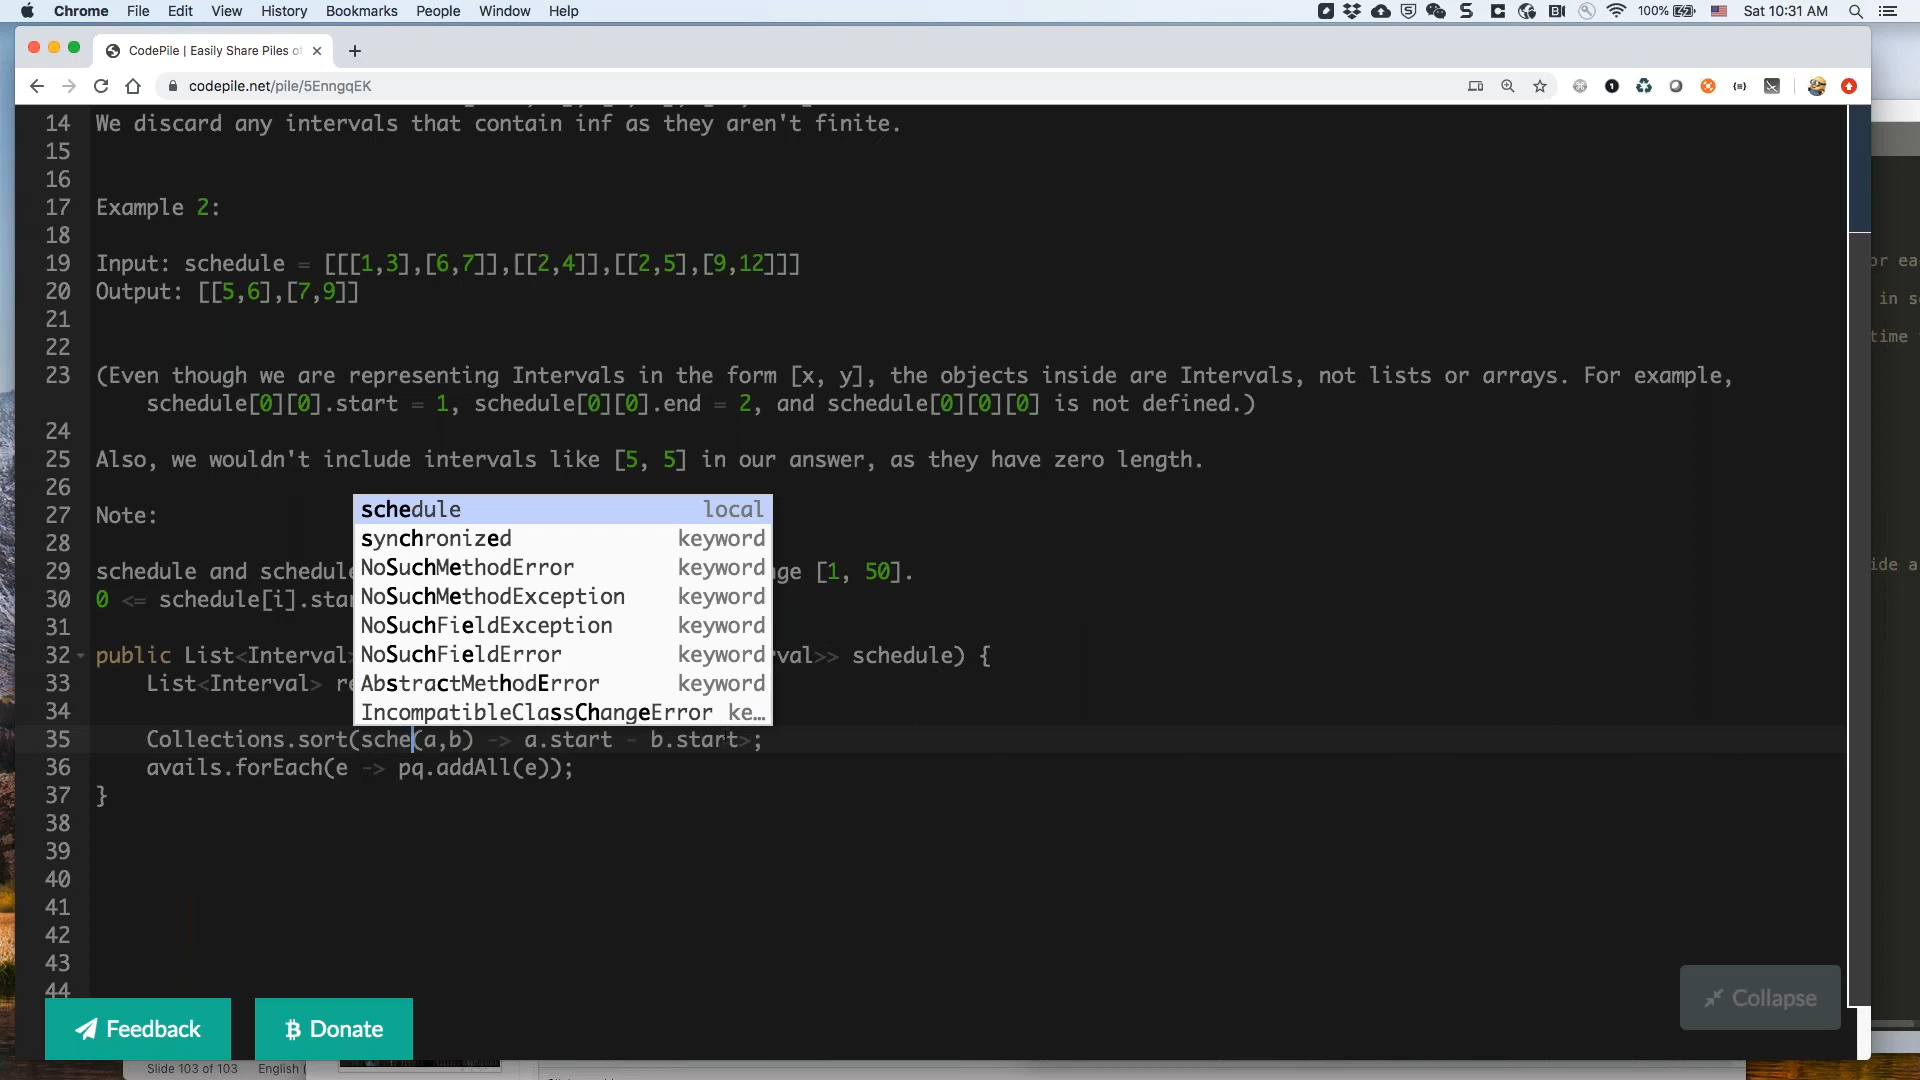 Chrome File Edit View History Bookmarks People Window Help 100% Sat 10:31 AM
CodePile | Easily Share Piles of
codepile.net/pile/5EnngqEK
14 We discard any intervals that contain inf as they aren't finite.
15
16
17 Example 2:
18
19 Input: schedule = [[[1,3],[6,7]],[[2,4]],[[2,5],[9,12]]]
20 Output: [[5,6],[7,9]]
21
22
23 (Even though we are representing Intervals in the form [x, y], the objects inside are Intervals, not lists or arrays. For example,
schedule[0][0].start = 1, schedule[0][0].end = 2, and schedule[0][0][0] is not defined.)
24
25 Also, we wouldn't include intervals like [5, 5] in our answer, as they have zero length.
26
27 Note:
28
29 schedule and schedule ge [1, 50].
30 0 <= schedule[i].star
31
32 public List<Interval> val>> schedule) {
33 List<Interval> re
34
35 Collections.sort(sche(a,b) -> a.start - b.start>;
36 avails.forEach(e -> pq.addAll(e));
37 }
38
39
40
41
42
43
44
schedule local
synchronized keyword
NoSuchMethodError keyword
NoSuchMethodException keyword
NoSuchFieldException keyword
NoSuchFieldError keyword
AbstractMethodError keyword
IncompatibleClassChangeError ke…
or ea
in s
time
ide a
Collapse
Feedback
Donate
Slide 103 of 103 English